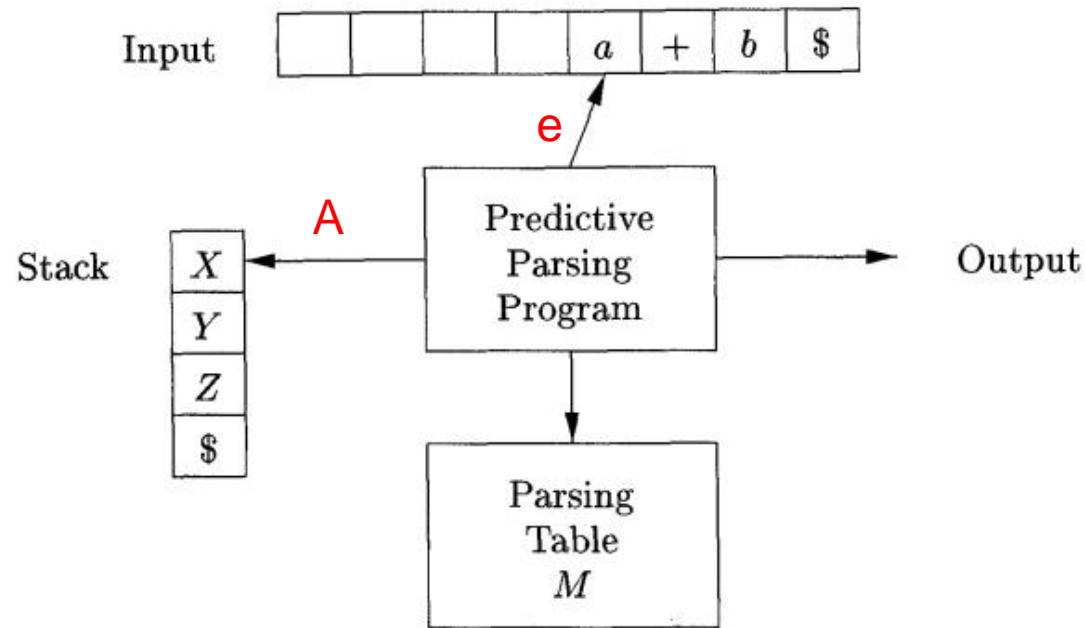 Input a + b $
e
A
Predictive
Parsing
Program
Stack X
Y
Z
$
Output
Parsing
Table
M